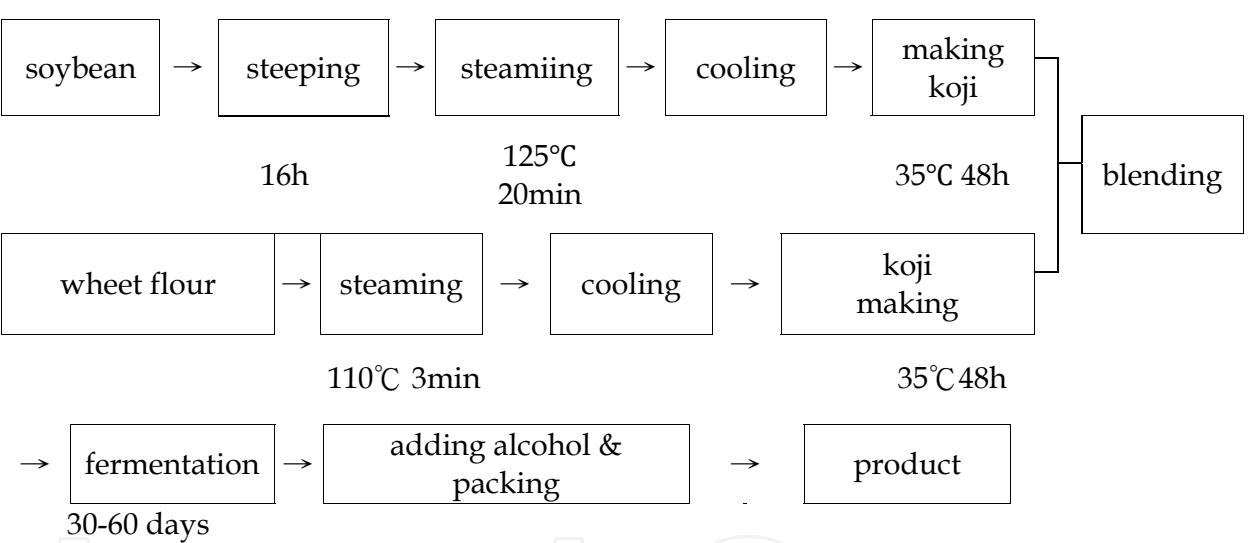 soybean → steeping → steamiing → cooling → making koji
16h
125℃
20min
35℃ 48h
blending
wheet flour → steaming → cooling → koji making
110℃ 3min
35℃ 48h
→ fermentation → adding alcohol & packing → product
30-60 days